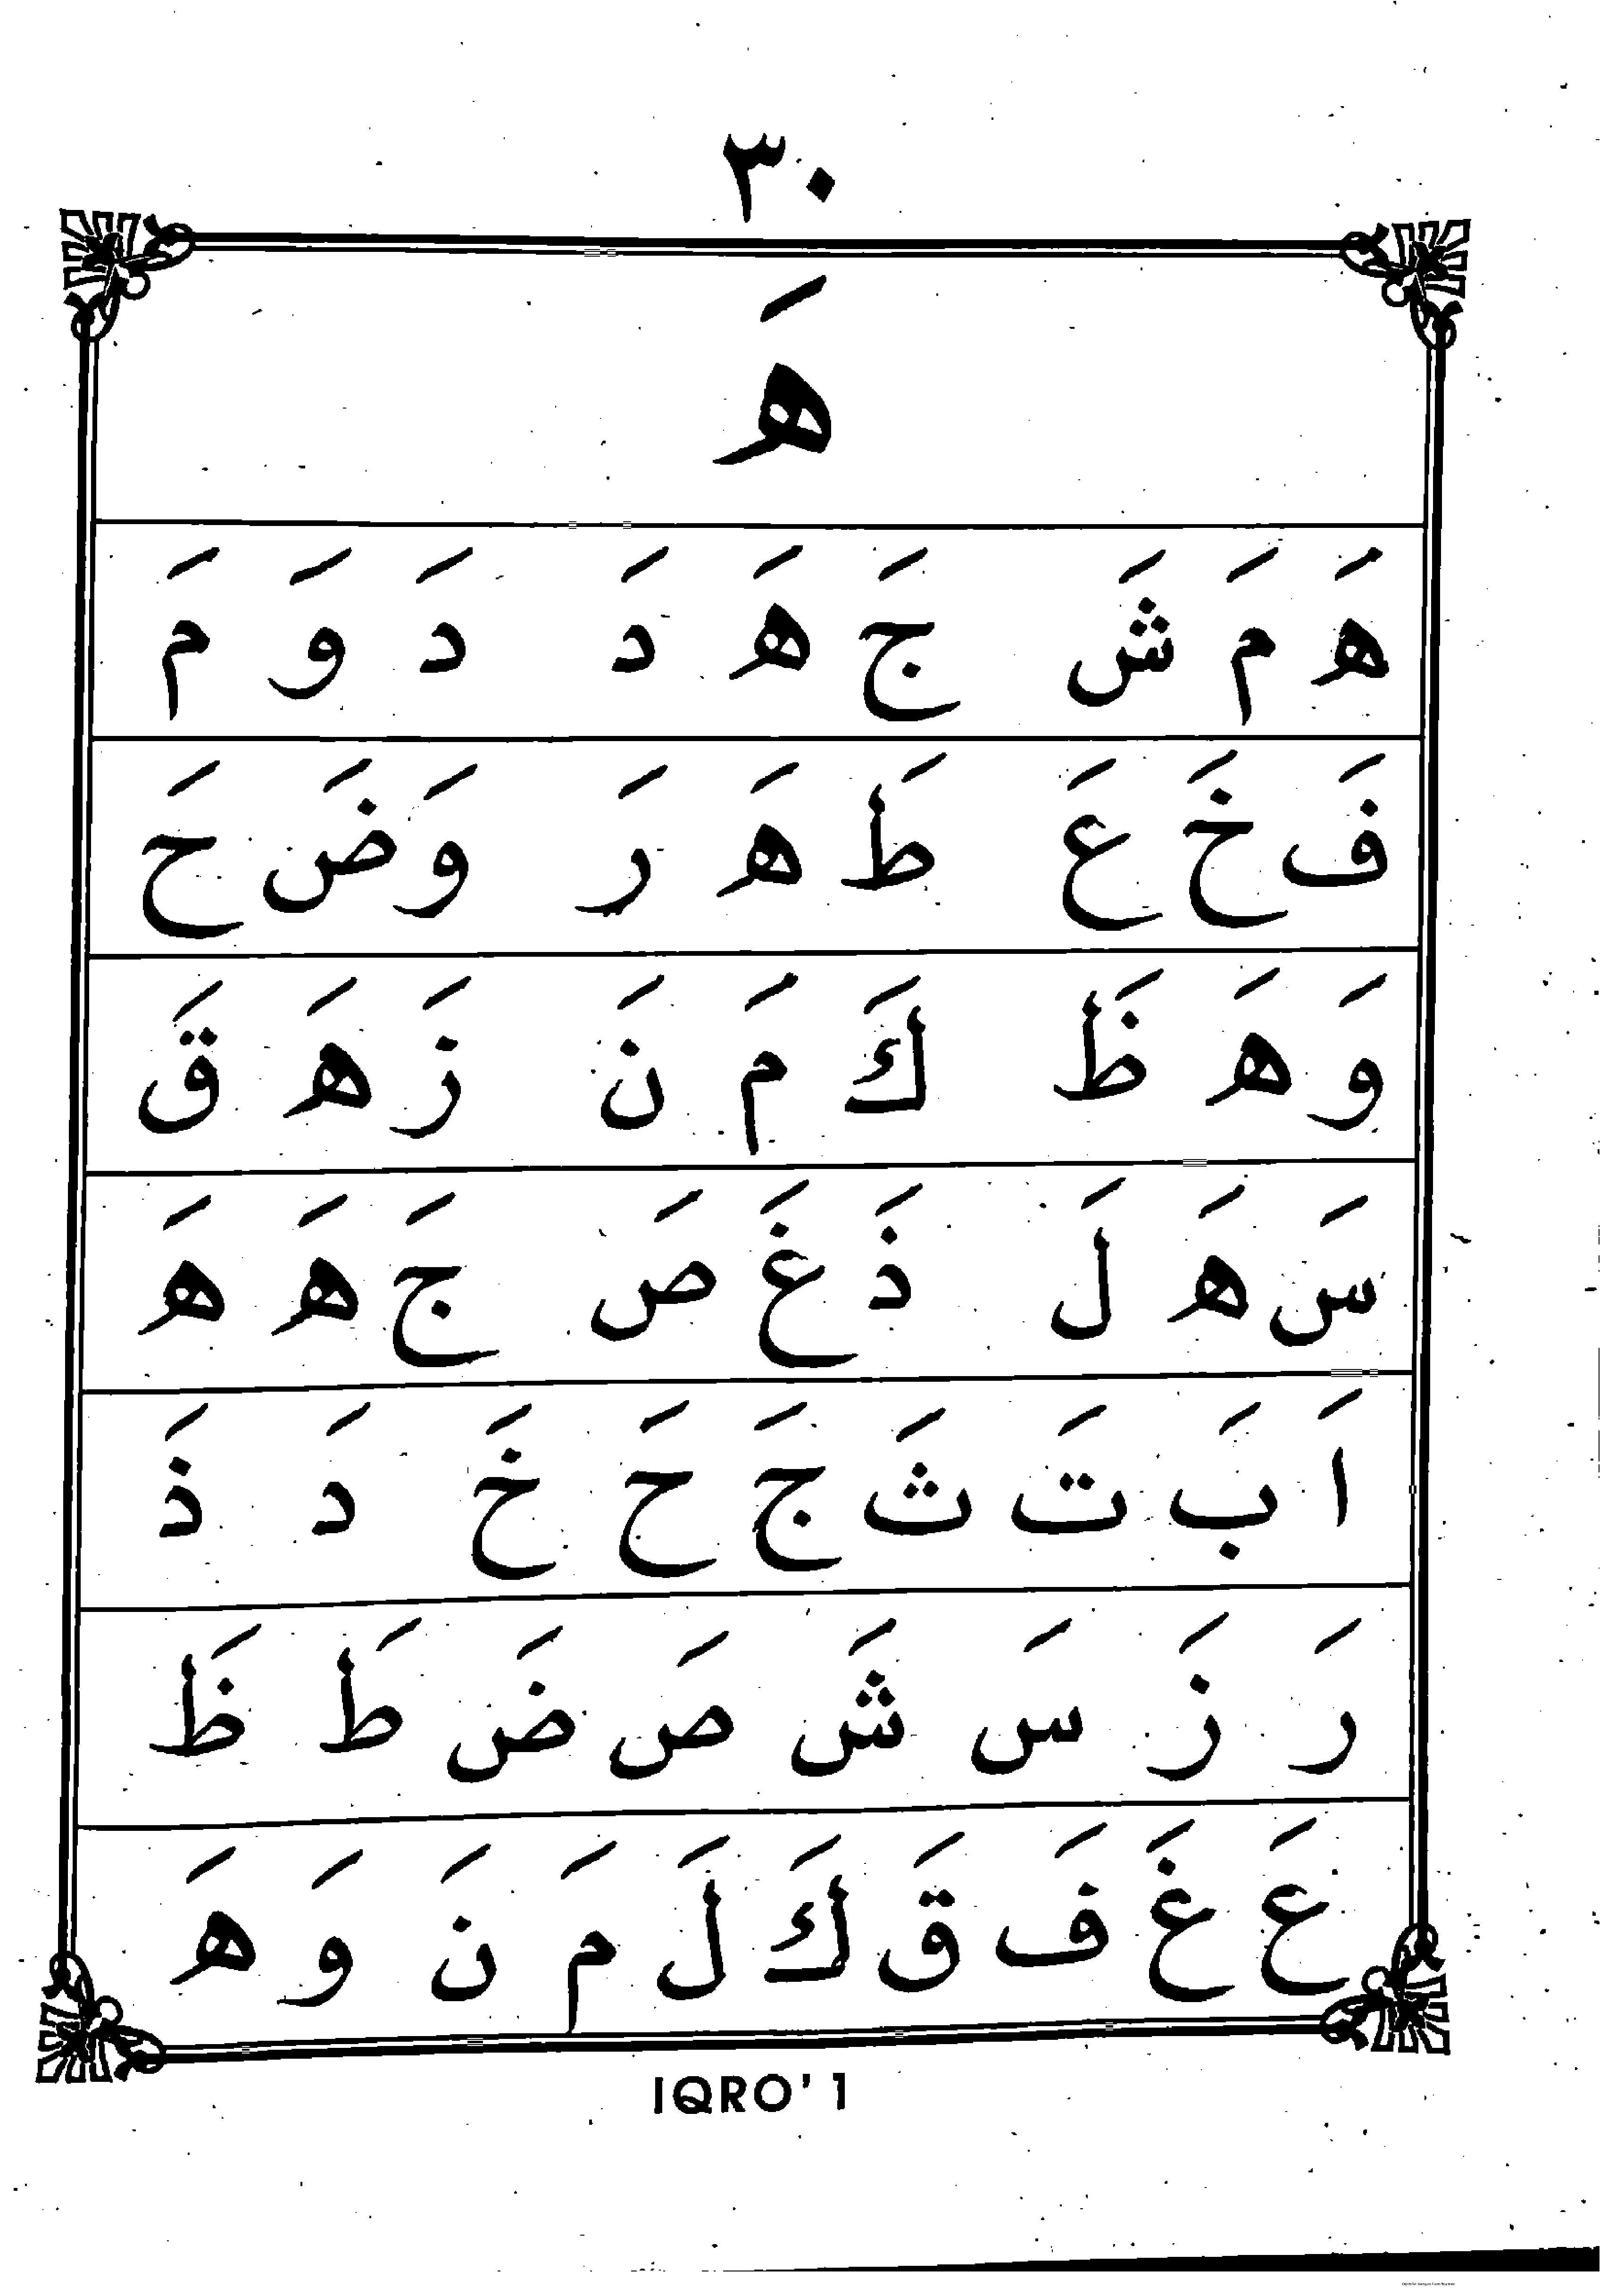 ٣٠
هَ
هَ مَ شَ جَ هَ دَ دَ وَ مَ
فَ خَ عَ طَ هَ رَ وَ ضَ حَ
وَ هَ ظَ كَ مَ نَ زَ هَ قَ
سَ هَ لَ ذَ غَ صَ جَ هَ هَ
اَ بَ تَ ثَ جَ حَ خَ دَ ذَ
رَ زَ سَ شَ صَ ضَ طَ ظَ
عَ غَ فَ قَ كَ لَ مَ نَ وَ هَ
IQRO' 1